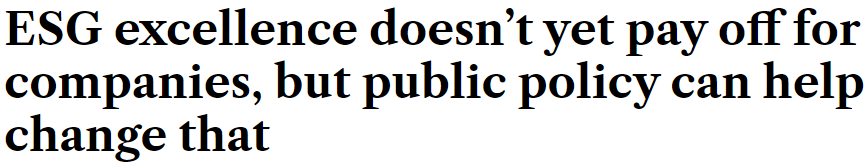 ESG excellence doesn’t yet pay off for
companies, but public policy can help
change that